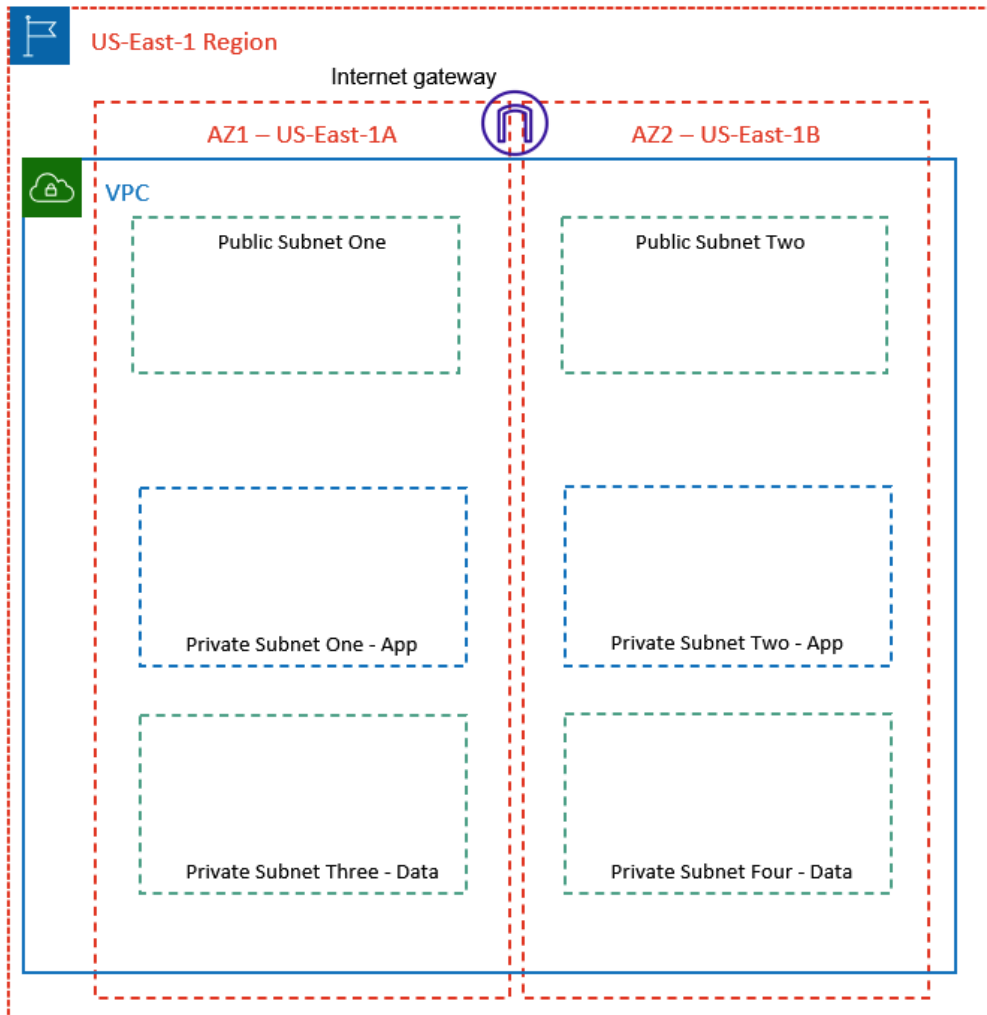 US-East-1 Region
Internet gateway
AZ1 – US-East-1A
AZ2 – US-East-1B
VPC
Public Subnet One
Public Subnet Two
Private Subnet One - App
Private Subnet Two - App
Private Subnet Three - Data
Private Subnet Four - Data